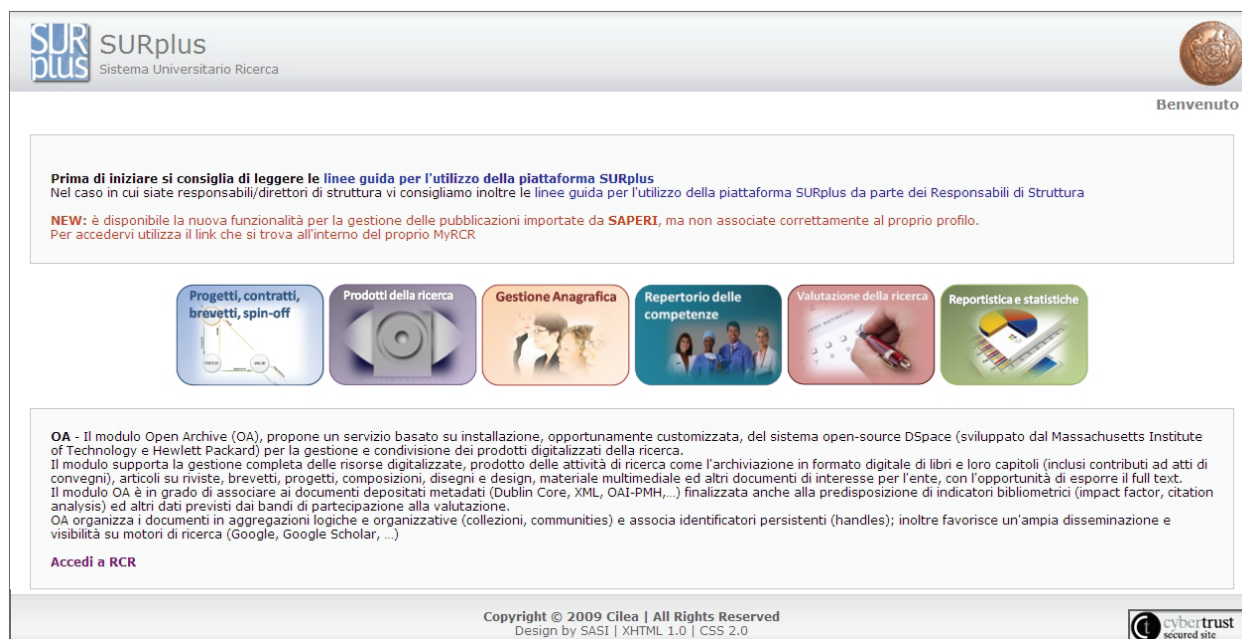 SUR
plus
SURplus
Sistema Universitario Ricerca
Benvenuto
Prima di iniziare si consiglia di leggere le linee guida per l'utilizzo della piattaforma SURplus
Nel caso in cui siate responsabili/direttori di struttura vi consigliamo inoltre le linee guida per l'utilizzo della piattaforma SURplus da parte dei Responsabili di Struttura
NEW: è disponibile la nuova funzionalità per la gestione delle pubblicazioni importate da SAPERI, ma non associate correttamente al proprio profilo.
Per accedervi utilizza il link che si trova all'interno del proprio MyRCR
Progetti, contratti,
brevetti, spin-off
Prodotti della ricerca
Gestione Anagrafica
Repertorio delle
competenze
Valutazione della ricerca
Reportistica e statistiche
OA - Il modulo Open Archive (OA), propone un servizio basato su installazione, opportunamente customizzata, del sistema open-source DSpace (sviluppato dal Massachusetts Institute
of Technology e Hewlett Packard) per la gestione e condivisione dei prodotti digitalizzati della ricerca.
Il modulo supporta la gestione completa delle risorse digitalizzate, prodotto delle attività di ricerca come l'archiviazione in formato digitale di libri e loro capitoli (inclusi contributi ad atti di
convegni), articoli su riviste, brevetti, progetti, composizioni, disegni e design, materiale multimediale ed altri documenti di interesse per l'ente, con l'opportunità di esporre il full text.
Il modulo OA è in grado di associare ai documenti depositati metadati (Dublin Core, XML, OAI-PMH,...) finalizzata anche alla predisposizione di indicatori bibliometrici (impact factor, citation
analysis) ed altri dati previsti dai bandi di partecipazione alla valutazione.
OA organizza i documenti in aggregazioni logiche e organizzative (collezioni, communities) e associa identificatori persistenti (handles); inoltre favorisce un'ampia disseminazione e
visibilità su motori di ricerca (Google, Google Scholar, ...)
Accedi a RCR
Copyright © 2009 Cilea | All Rights Reserved
Design by SASI | XHTML 1.0 | CSS 2.0
cybertrust
secured site